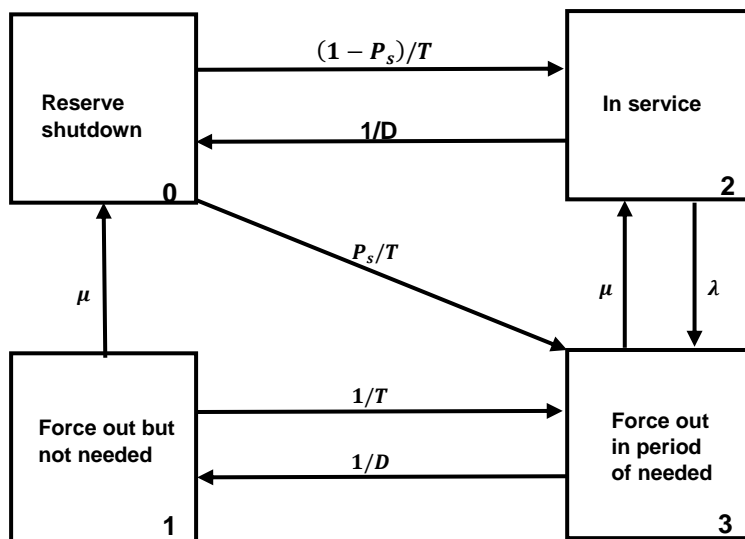 (1 − P_s)/T
Reserve
shutdown
In service
1/D
0
2
P_s/T
μ
μ
λ
1/T
Force out but
not needed
Force out
in period
of needed
1/D
1
3